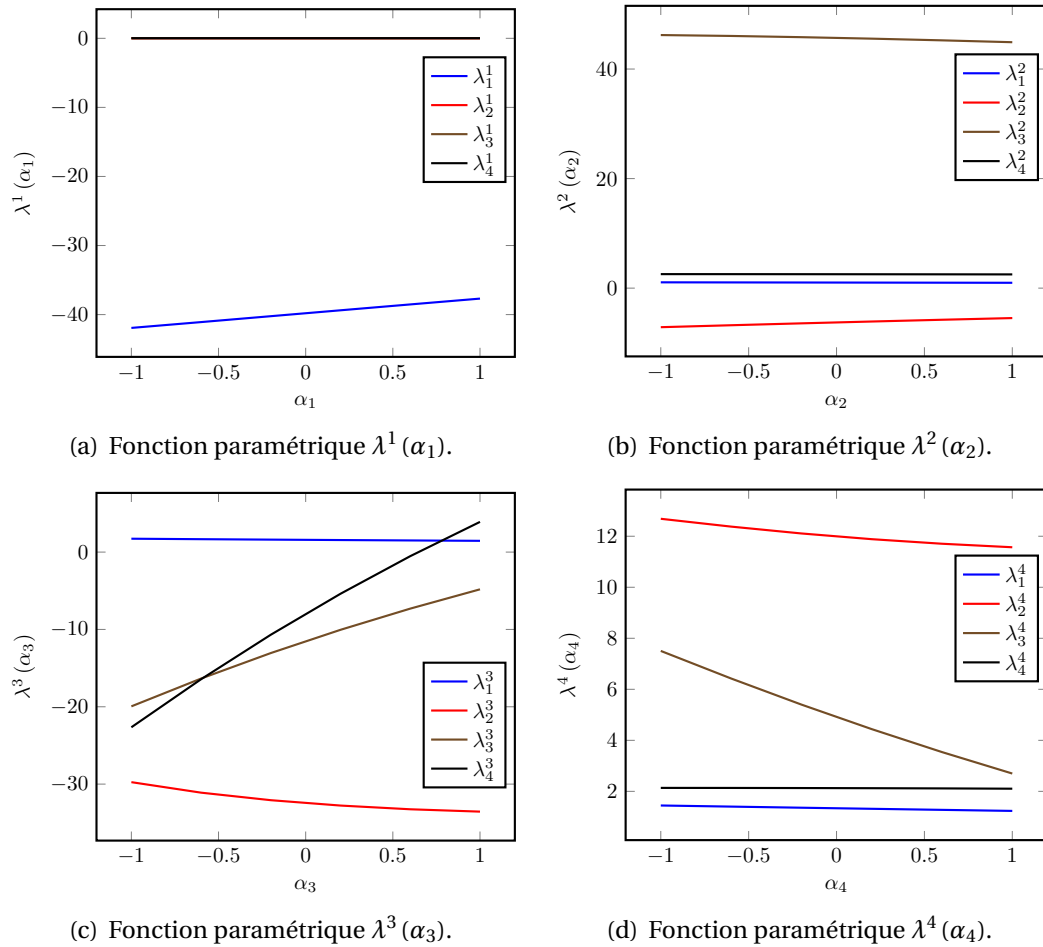 0
−10
−20
−30
−40
λ¹ (α₁)
λ₁¹
λ₂¹
λ₃¹
λ₄¹
−1 −0.5 0 0.5 1
α₁
(a) Fonction paramétrique λ¹ (α₁).
40
20
0
λ² (α₂)
λ₁²
λ₂²
λ₃²
λ₄²
−1 −0.5 0 0.5 1
α₂
(b) Fonction paramétrique λ² (α₂).
0
−10
−20
−30
λ³ (α₃)
λ₁³
λ₂³
λ₃³
λ₄³
−1 −0.5 0 0.5 1
α₃
(c) Fonction paramétrique λ³ (α₃).
12
10
8
6
4
2
λ⁴ (α₄)
λ₁⁴
λ₂⁴
λ₃⁴
λ₄⁴
−1 −0.5 0 0.5 1
α₄
(d) Fonction paramétrique λ⁴ (α₄).